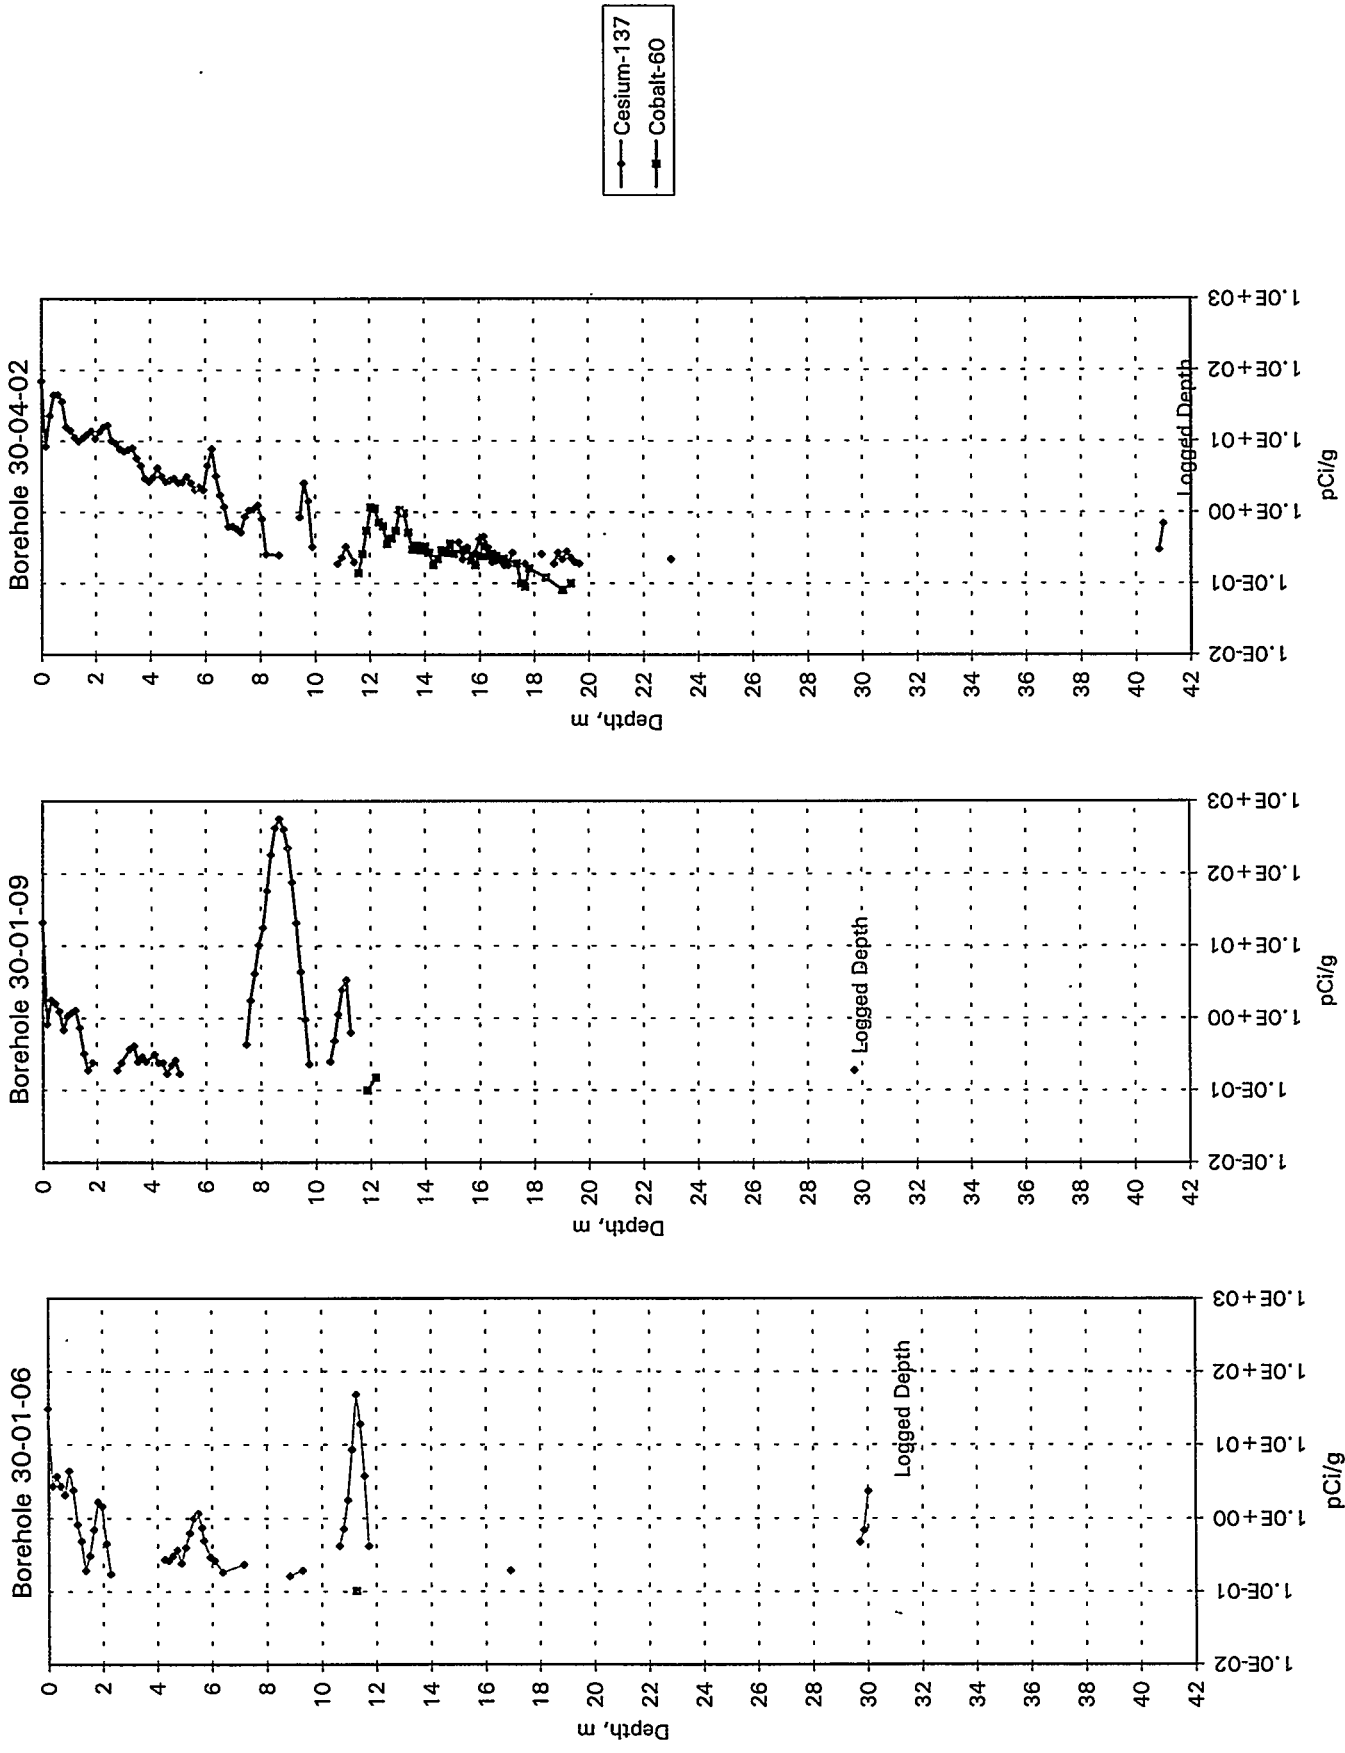 Borehole 30-01-06
0
2
4
6
8
10
12
14
16
18
20
22
24
26
28
30
32
34
36
38
40
42
Depth, m
1.0E-02
1.0E-01
1.0E+00
1.0E+01
1.0E+02
1.0E+03
pCi/g
Logged Depth
Borehole 30-01-09
0
2
4
6
8
10
12
14
16
18
20
22
24
26
28
30
32
34
36
38
40
42
Depth, m
1.0E-02
1.0E-01
1.0E+00
1.0E+01
1.0E+02
1.0E+03
pCi/g
Logged Depth
Borehole 30-04-02
0
2
4
6
8
10
12
14
16
18
20
22
24
26
28
30
32
34
36
38
40
42
Depth, m
1.0E-02
1.0E-01
1.0E+00
1.0E+01
1.0E+02
1.0E+03
pCi/g
Logged Depth
Cesium-137
Cobalt-60